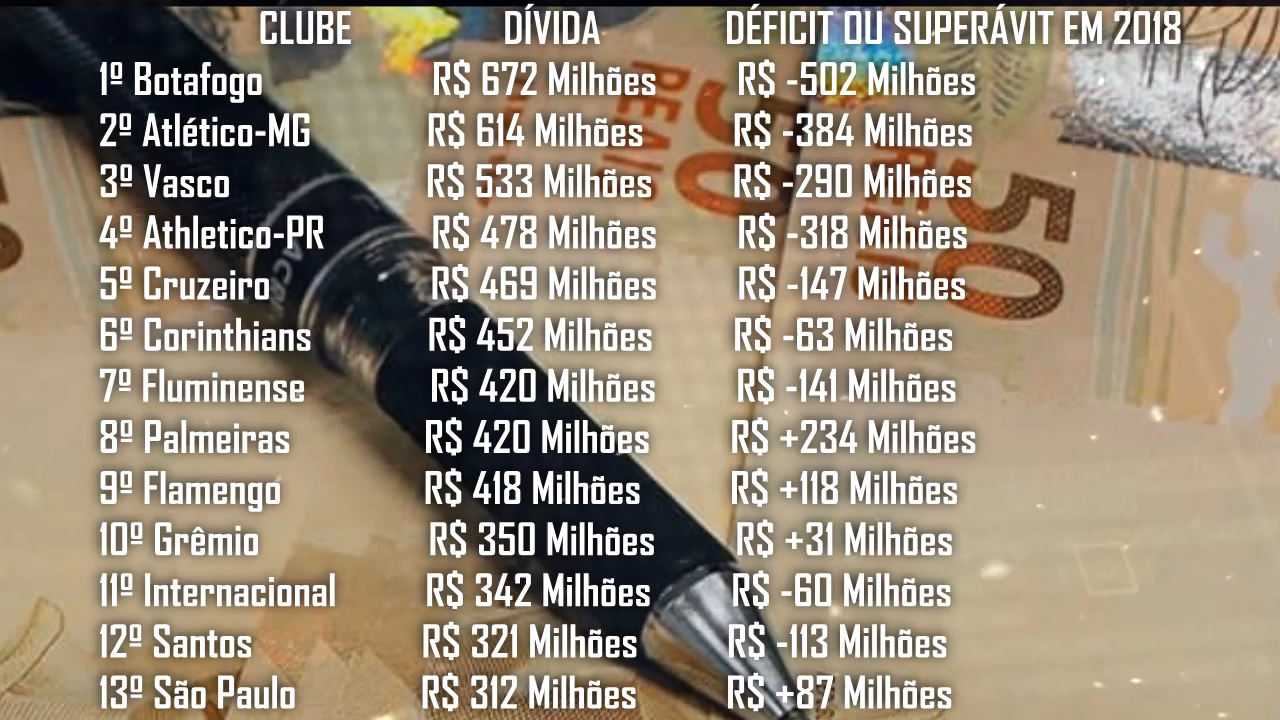 CLUBE DÍVIDA DÉFICIT OU SUPERÁVIT EM 2018
1º Botafogo R$ 672 Milhões R$ -502 Milhões
2º Atlético-MG R$ 614 Milhões R$ -384 Milhões
3º Vasco R$ 533 Milhões R$ -290 Milhões
4º Athletico-PR R$ 478 Milhões R$ -318 Milhões
5º Cruzeiro R$ 469 Milhões R$ -147 Milhões
6º Corinthians R$ 452 Milhões R$ -63 Milhões
7º Fluminense R$ 420 Milhões R$ -141 Milhões
8º Palmeiras R$ 420 Milhões R$ +234 Milhões
9º Flamengo R$ 418 Milhões R$ +118 Milhões
10º Grêmio R$ 350 Milhões R$ +31 Milhões
11º Internacional R$ 342 Milhões R$ -60 Milhões
12º Santos R$ 321 Milhões R$ -113 Milhões
13º São Paulo R$ 312 Milhões R$ +87 Milhões
50
50